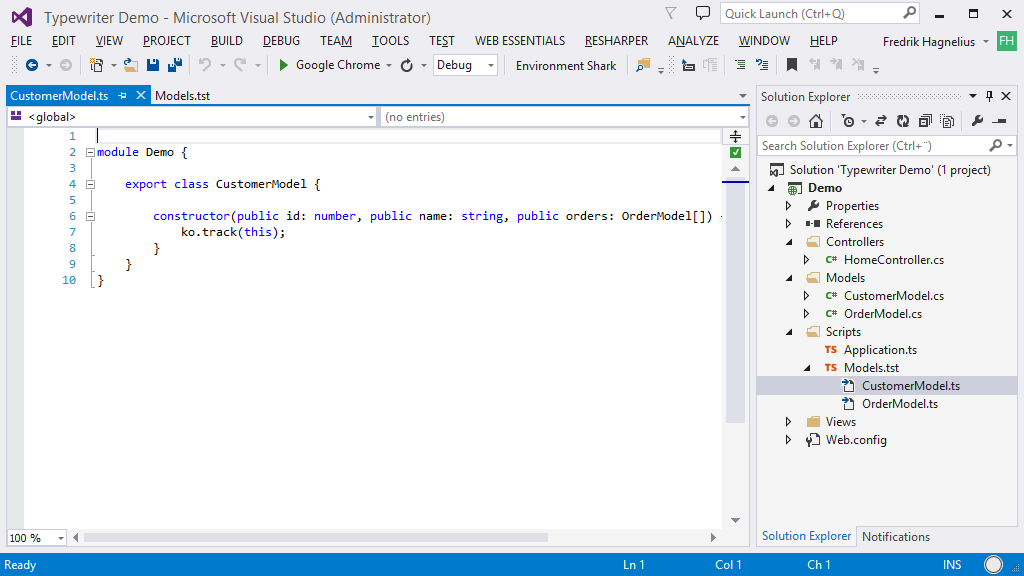 Typewriter Demo - Microsoft Visual Studio (Administrator)
Quick Launch (Ctrl+Q)
FILE EDIT VIEW PROJECT BUILD DEBUG TEAM TOOLS TEST WEB ESSENTIALS RESHARPER ANALYZE WINDOW HELP Fredrik Hagnelius FH
Google Chrome Debug Environment Shark
CustomerModel.ts Models.tst
<global> (no entries)
1
2 module Demo {
3
4 export class CustomerModel {
5
6 constructor(public id: number, public name: string, public orders: OrderModel[])
7 ko.track(this);
8 }
9 }
10 }
100 %
Solution Explorer
Search Solution Explorer (Ctrl+¨)
Solution 'Typewriter Demo' (1 project)
Demo
Properties
References
Controllers
C# HomeController.cs
Models
C# CustomerModel.cs
C# OrderModel.cs
Scripts
TS Application.ts
TS Models.tst
CustomerModel.ts
OrderModel.ts
Views
Web.config
Solution Explorer Notifications
Ready Ln 1 Col 1 Ch 1 INS